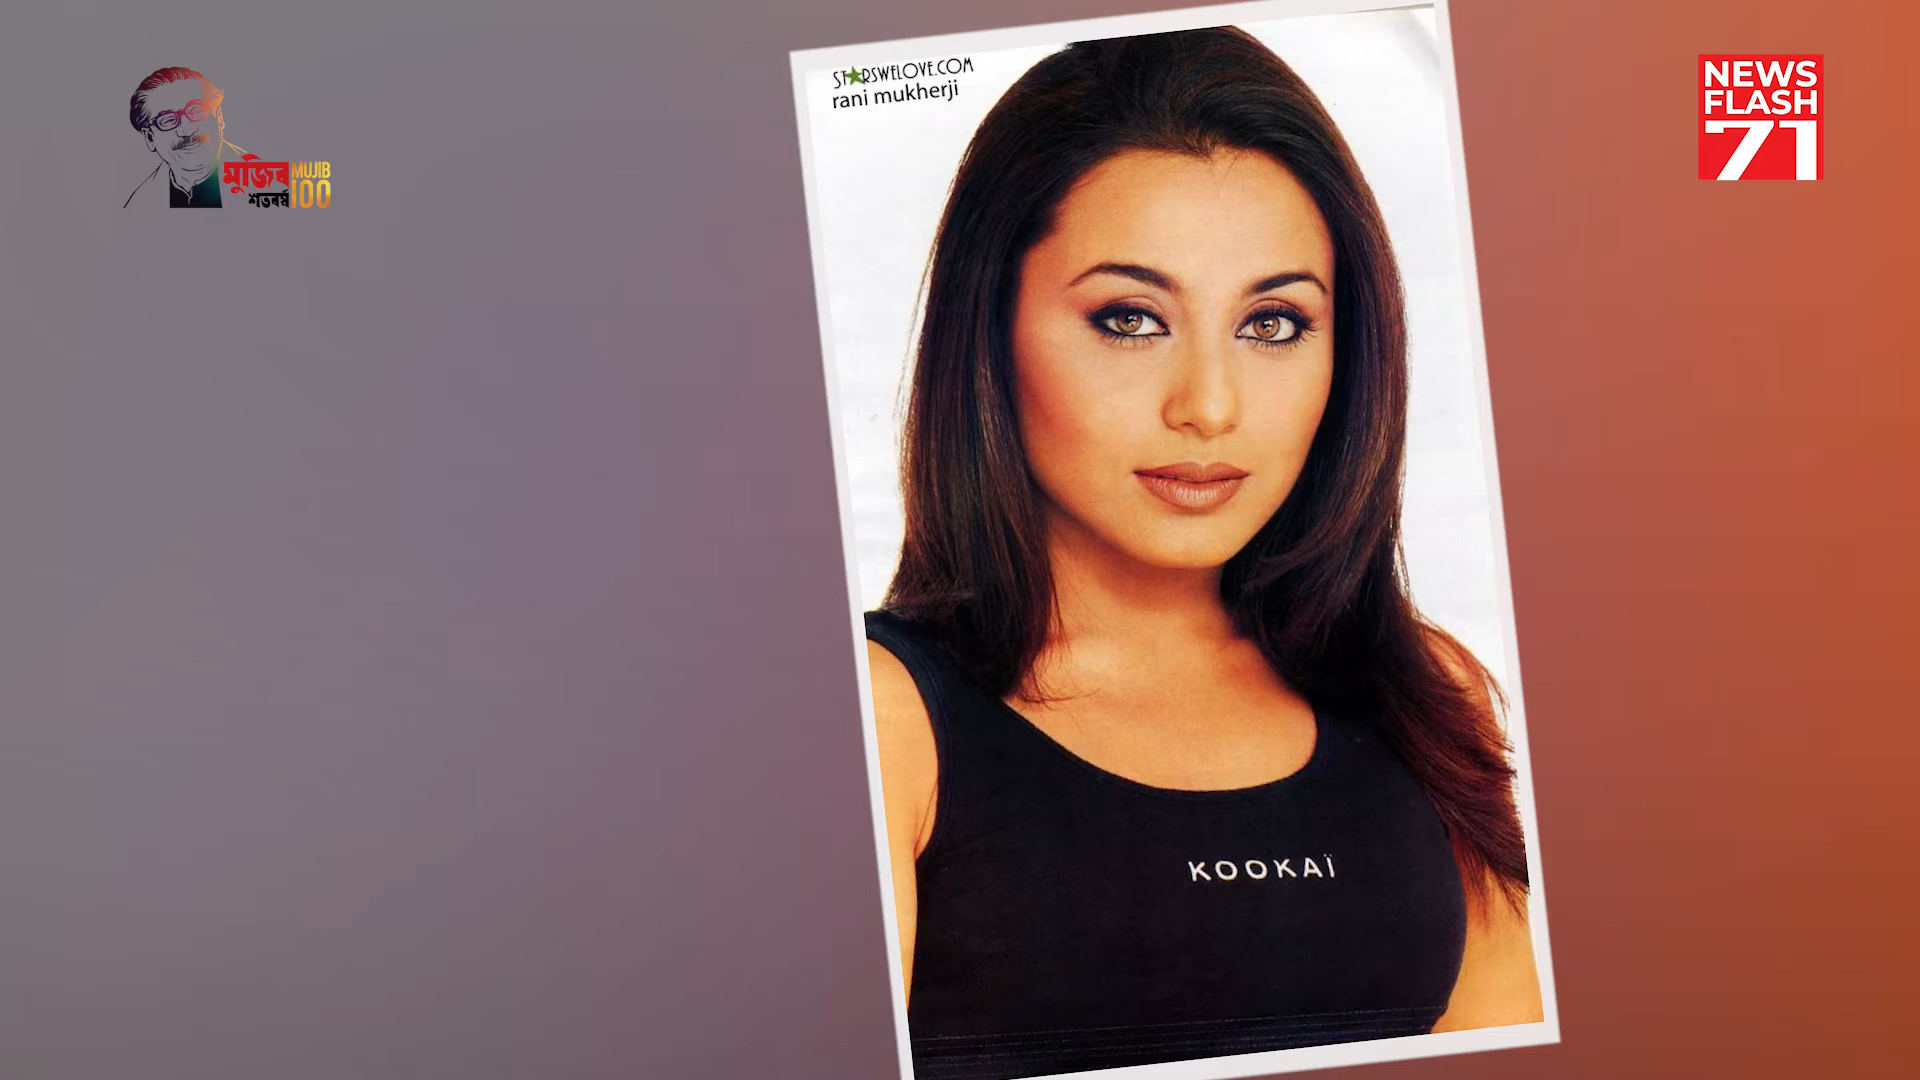 মুজিব
শতবর্ষ
MUJIB
100
STARSWELOVE.COM
rani mukherji
NEWS
FLASH
71
KOOKAÏ